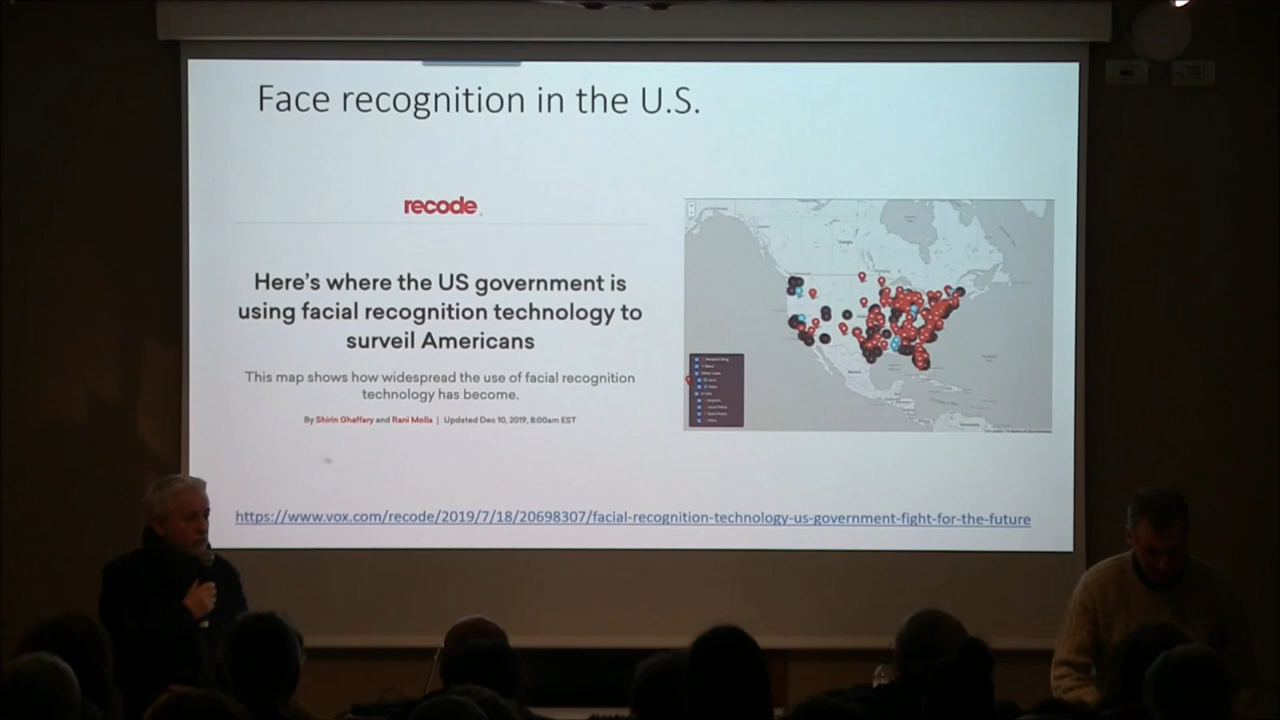 Face recognition in the U.S.
recode
Here's where the US government is
using facial recognition technology to
surveil Americans
This map shows how widespread the use of facial recognition
technology has become.
By Shirin Ghaffary and Rani Molla | Updated Dec 10, 2019, 8:00am EST
https://www.vox.com/recode/2019/7/18/20698307/facial-recognition-technology-us-government-fight-for-the-future